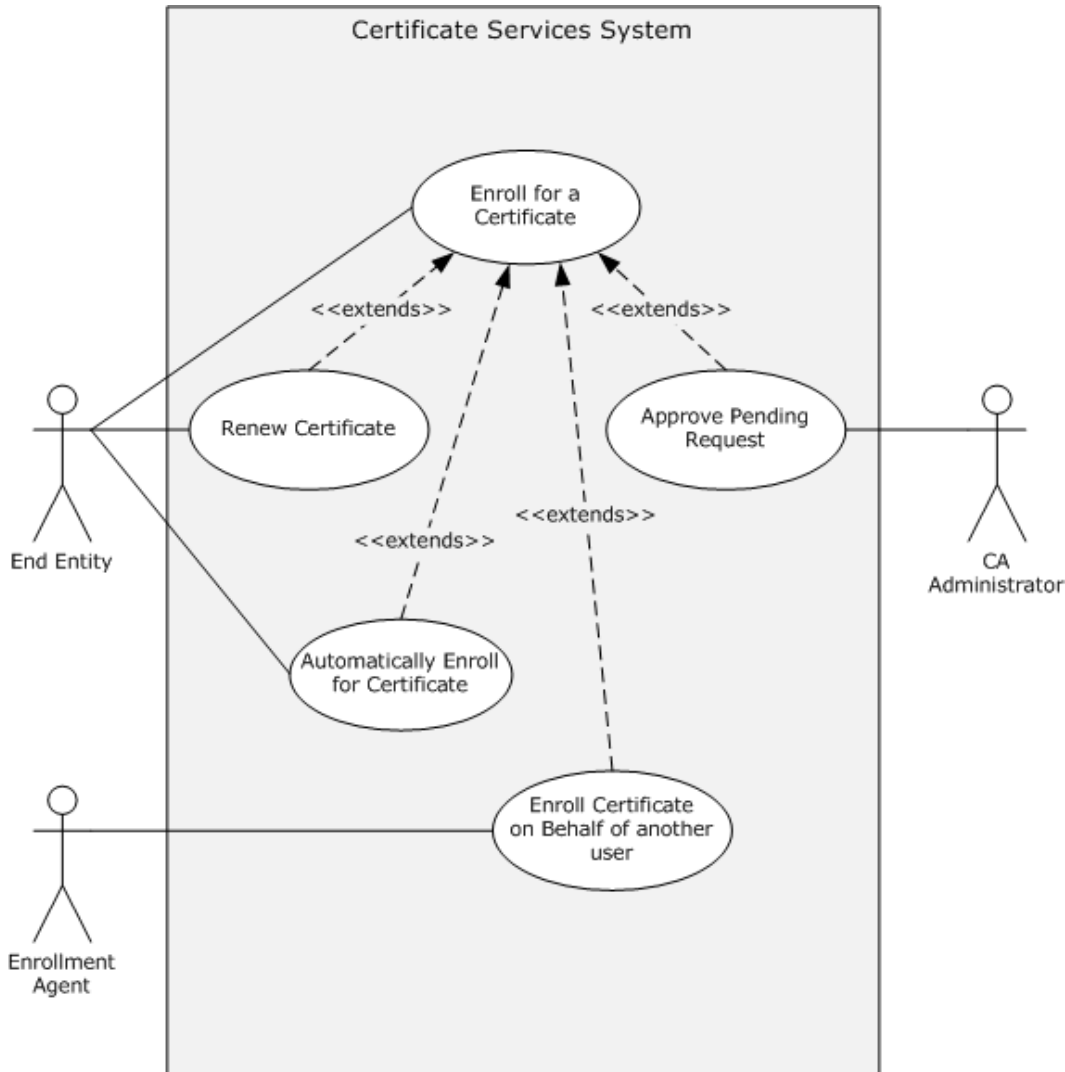 Certificate Services System
Enroll for a
Certificate
<<extends>>
<<extends>>
Renew Certificate
Approve Pending
Request
<<extends>>
<<extends>>
End Entity
CA
Administrator
Automatically Enroll
for Certificate
Enroll Certificate
on Behalf of another
user
Enrollment
Agent